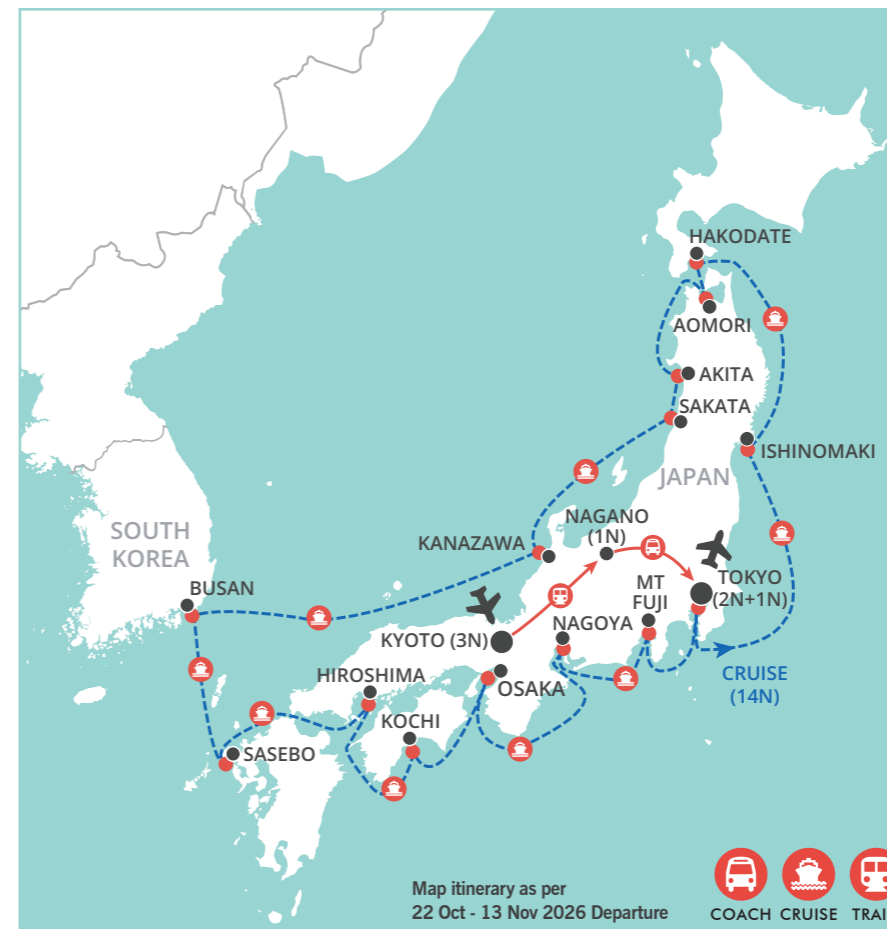 HAKODATE
AOMORI
AKITA
SAKATA
ISHINOMAKI
JAPAN
NAGANO
(1N)
KANAZAWA
SOUTH
KOREA
BUSAN
MT
FUJI
TOKYO
(2N+1N)
KYOTO (3N)
NAGOYA
CRUISE
(14N)
HIROSHIMA
OSAKA
KOCHI
SASEBO
Map itinerary as per
22 Oct - 13 Nov 2026 Departure
COACH CRUISE TRAI